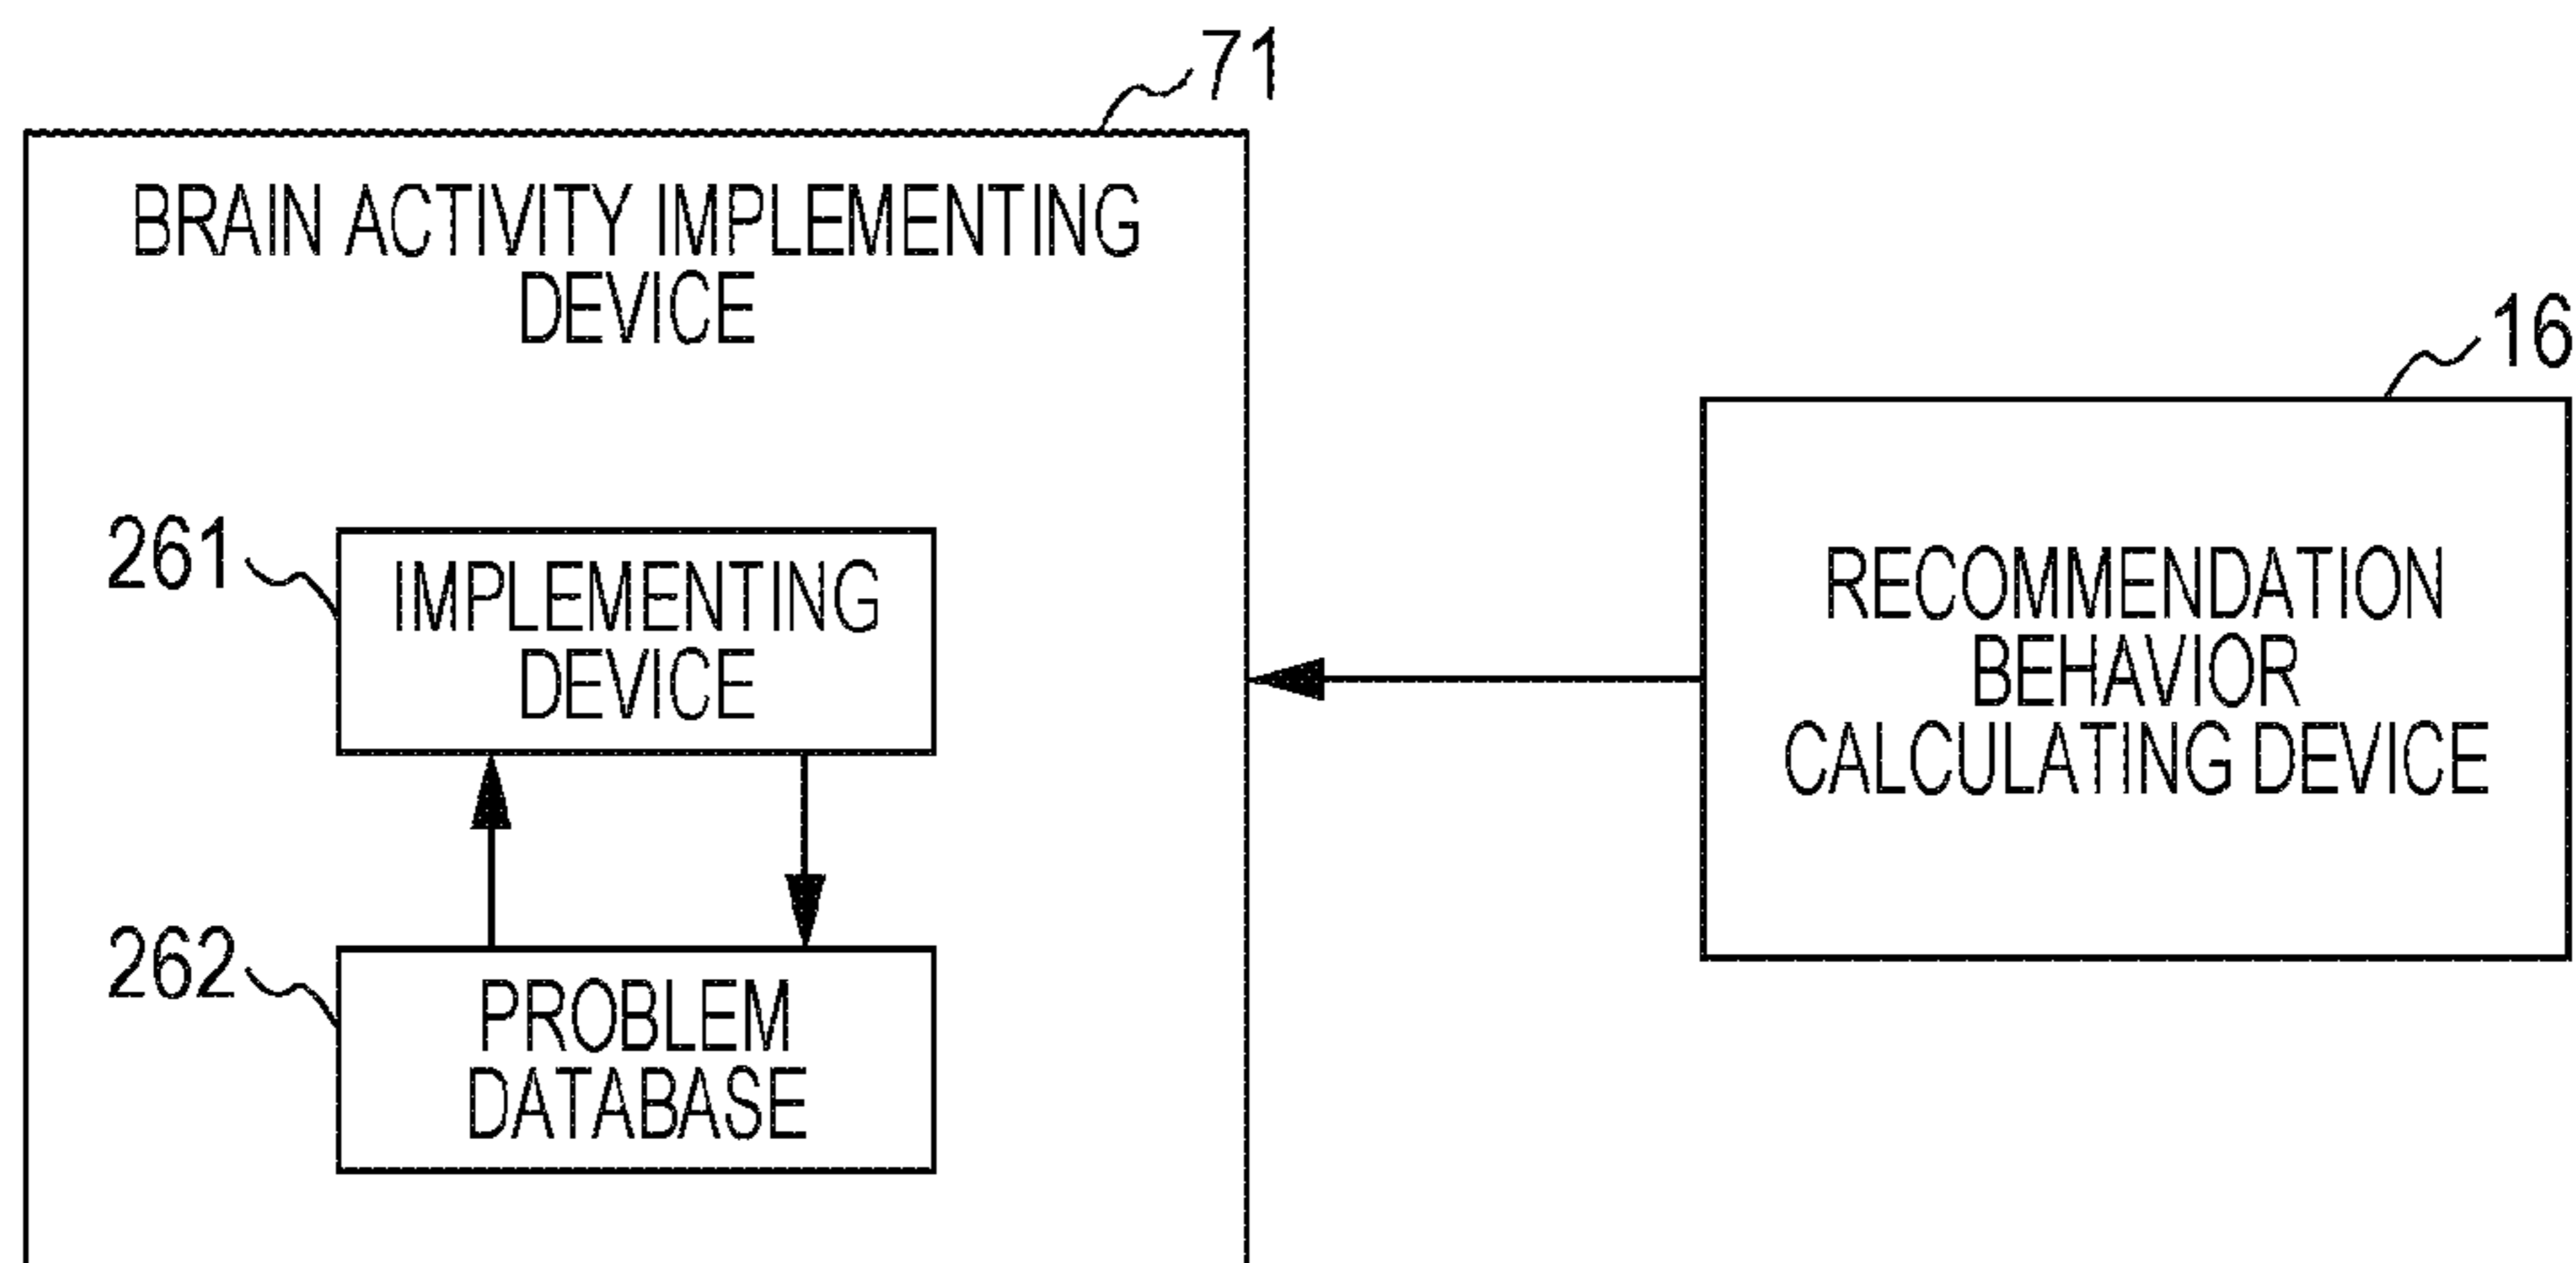 71
BRAIN ACTIVITY IMPLEMENTING
DEVICE
16
261
IMPLEMENTING
DEVICE
RECOMMENDATION
BEHAVIOR
CALCULATING DEVICE
262
PROBLEM
DATABASE